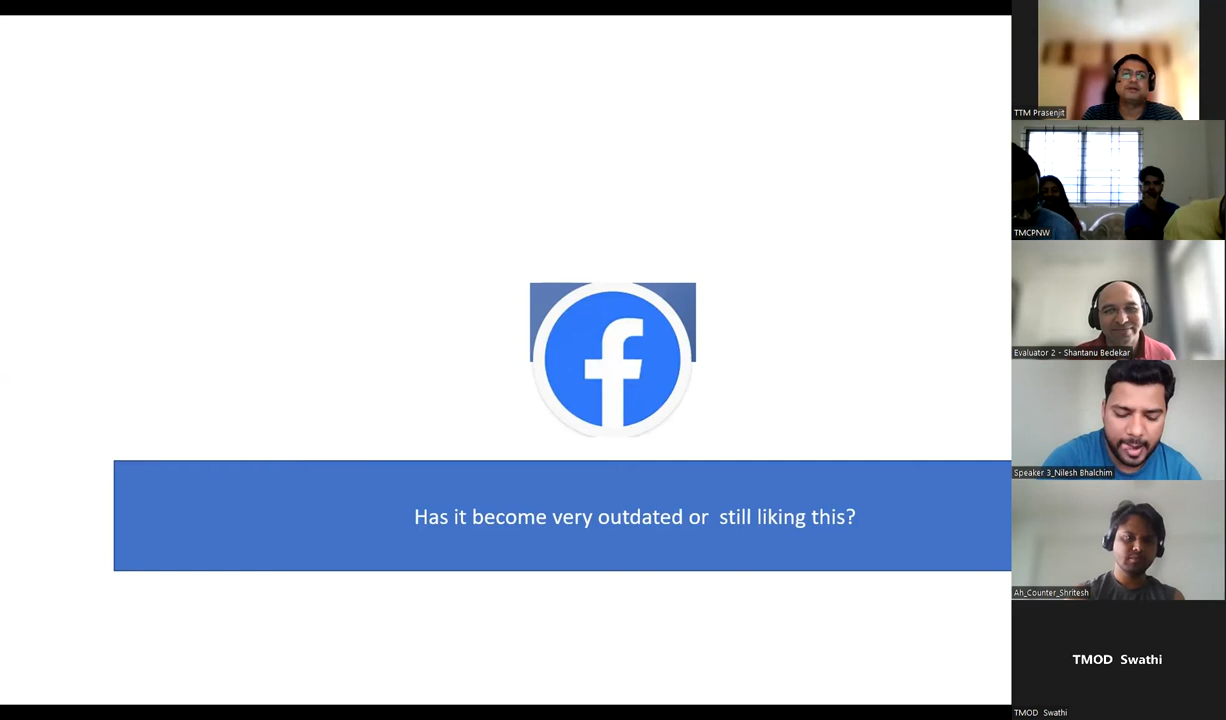 Has it become very outdated or  still liking this?
TTM Prasenjit
TMCPNW
Evaluator 2 - Shantanu Bedekar
Speaker 3_Nilesh Bhalchim
Ah_Counter_Shritesh
TMOD  Swathi
TMOD  Swathi